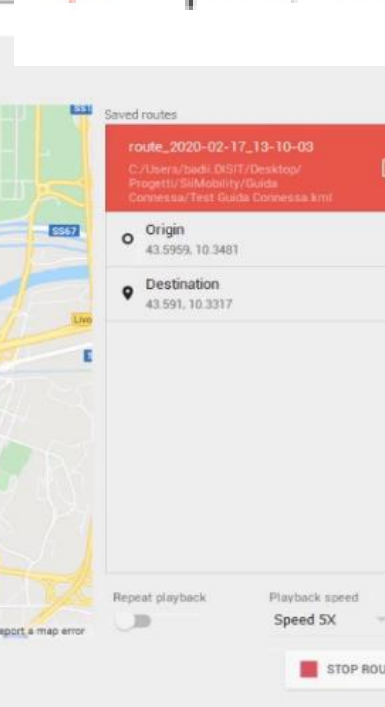 Saved routes
route_2020-02-17_13-10-03
C:/Users/badii.DISIT/Desktop/
Progetti/SiiMobility/Guida
Connessa/Test Guida Connessa.kml
Origin
43.5959, 10.3481
Destination
43.591, 10.3317
SS67
Livo
Repeat playback
Playback speed
Speed 5X
eport a map error
STOP ROU